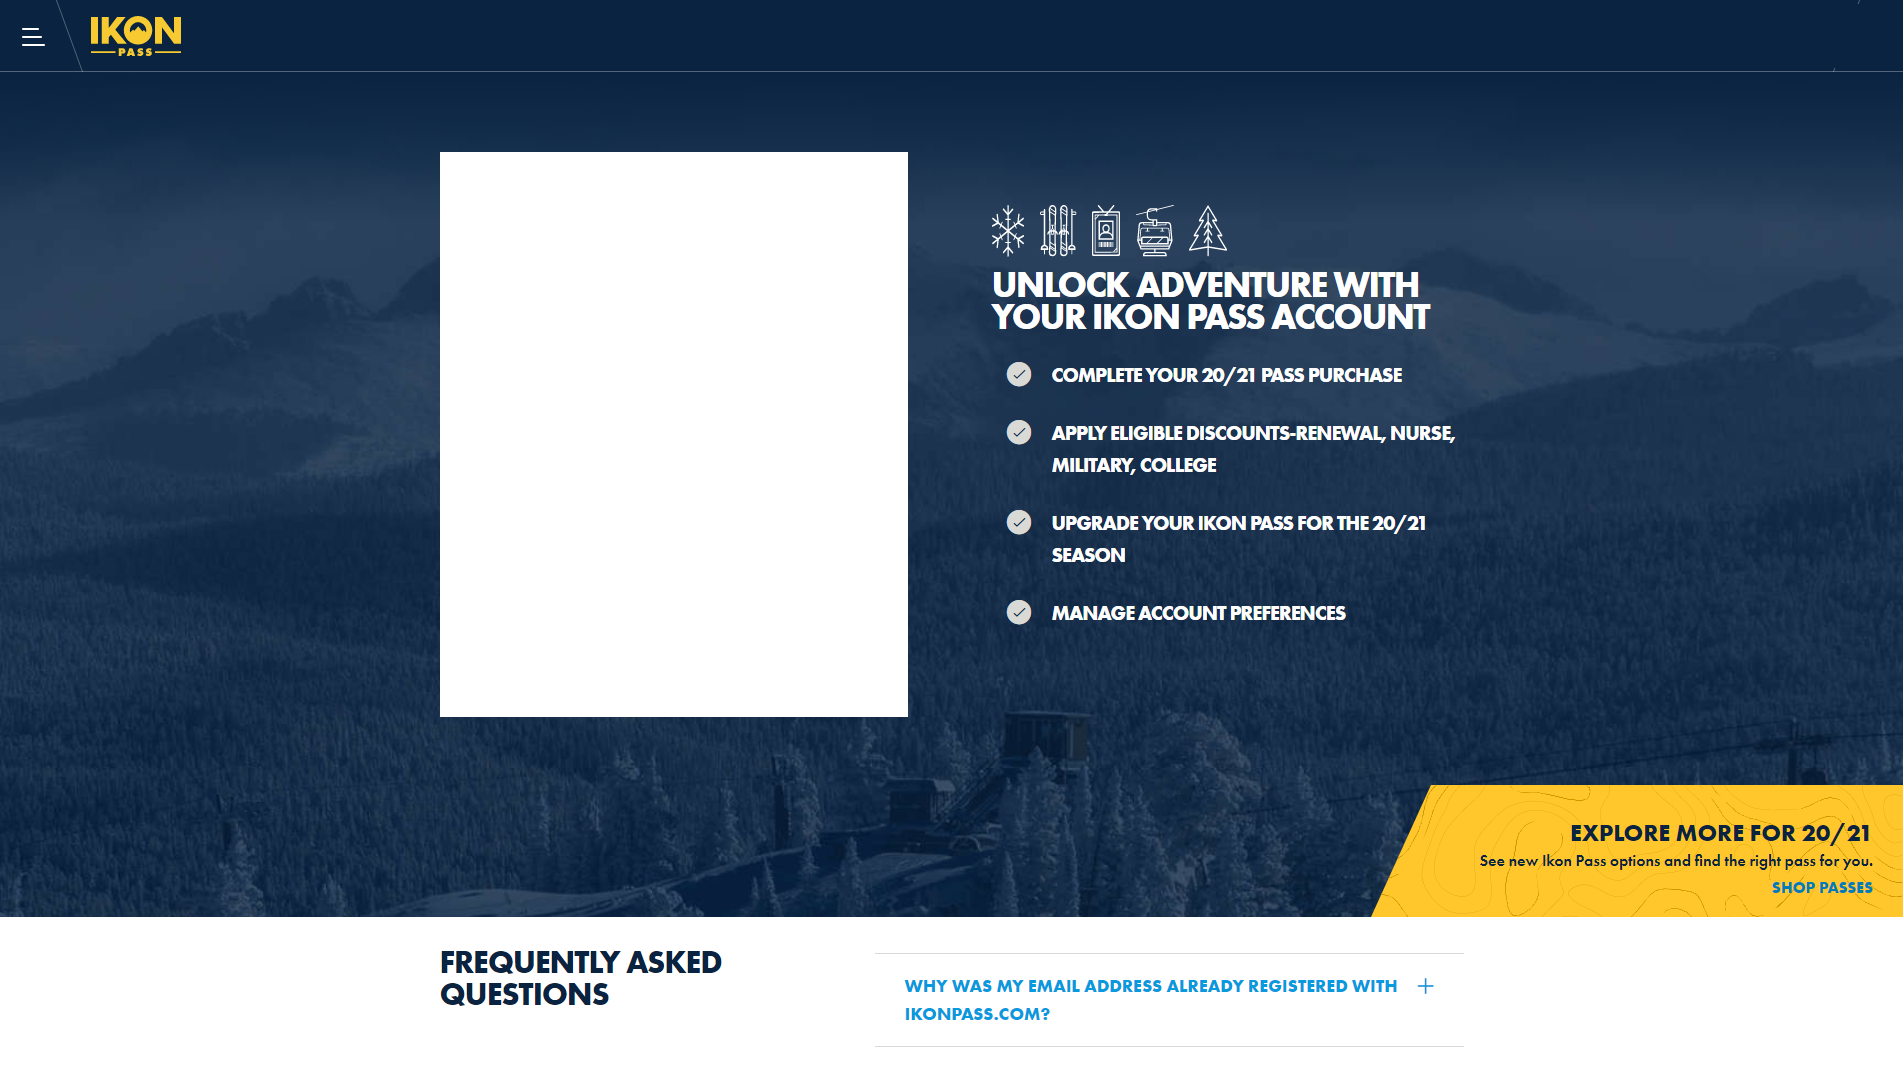 IKON
PASS
UNLOCK ADVENTURE WITH
YOUR IKON PASS ACCOUNT
COMPLETE YOUR 20/21 PASS PURCHASE
APPLY ELIGIBLE DISCOUNTS-RENEWAL, NURSE,
MILITARY, COLLEGE
UPGRADE YOUR IKON PASS FOR THE 20/21
SEASON
MANAGE ACCOUNT PREFERENCES
EXPLORE MORE FOR 20/21
See new Ikon Pass options and find the right pass for you.
SHOP PASSES
FREQUENTLY ASKED
QUESTIONS
WHY WAS MY EMAIL ADDRESS ALREADY REGISTERED WITH
IKONPASS.COM?